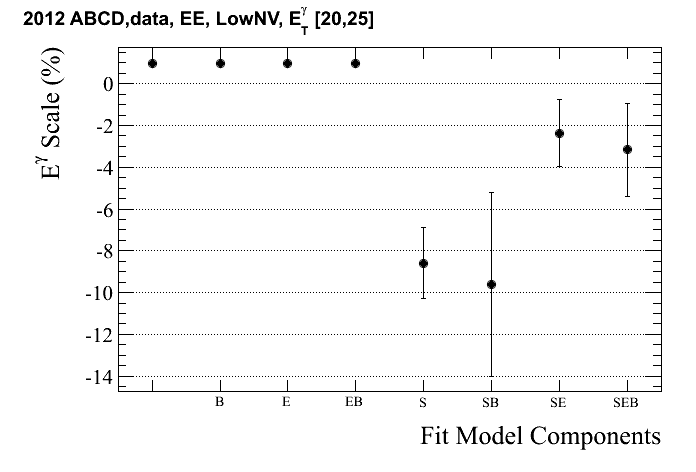 2012 ABCD,data, EE, LowNV, E_T^γ [20,25]
E^γ Scale (%)
0
-2
-4
-6
-8
-10
-12
-14
B E EB S SB SE SEB
Fit Model Components